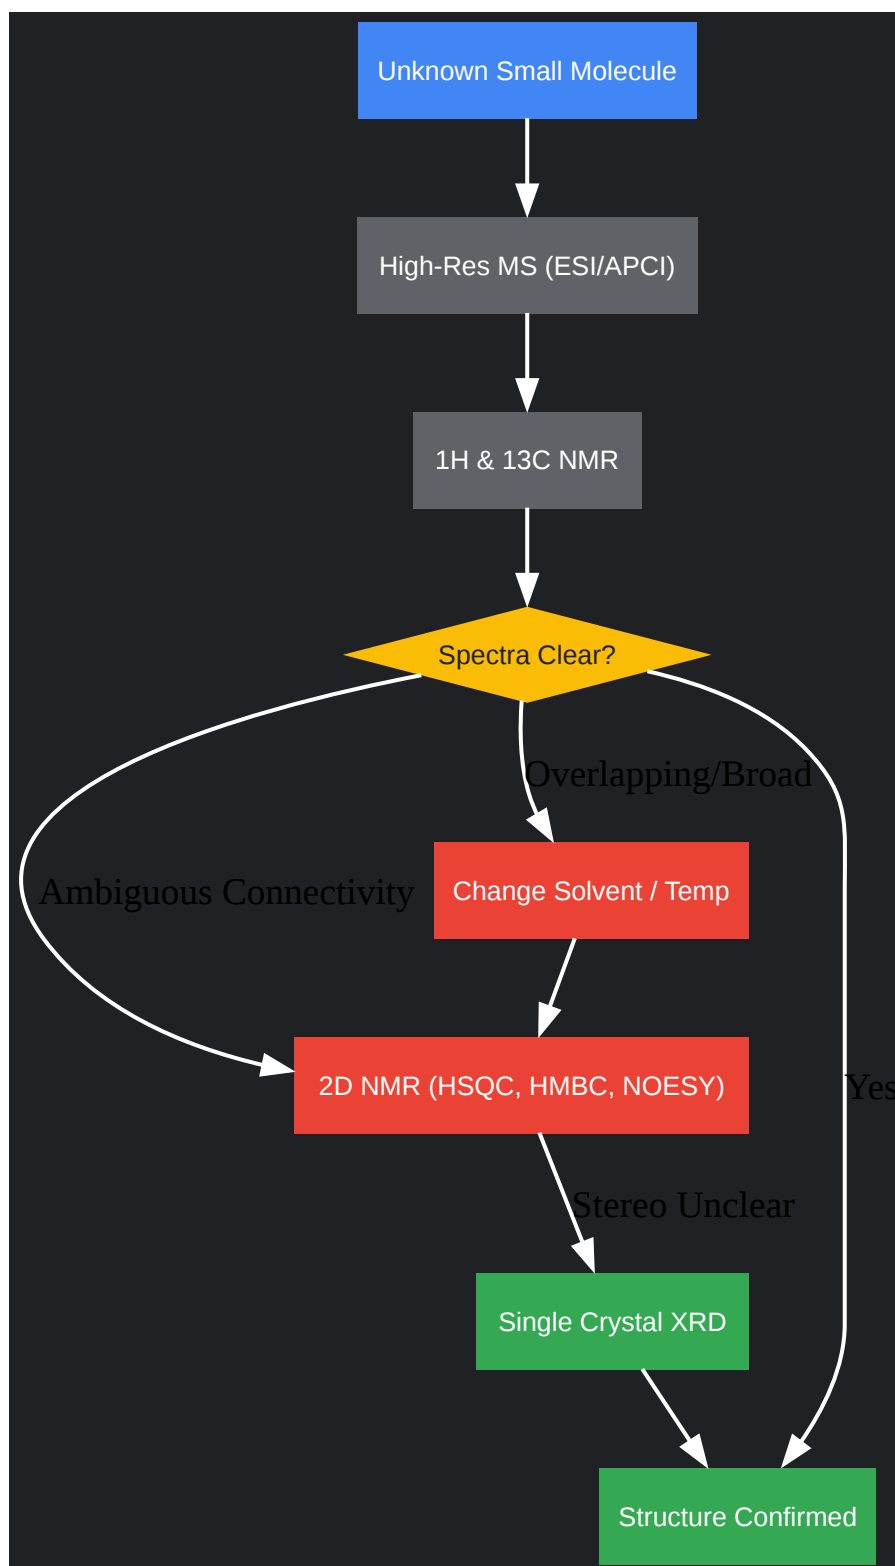 Unknown Small Molecule
High-Res MS (ESI/APCI)
1H & 13C NMR
Spectra Clear?
Overlapping/Broad
Ambiguous Connectivity
Change Solvent / Temp
2D NMR (HSQC, HMBC, NOESY)
Yes
Stereo Unclear
Single Crystal XRD
Structure Confirmed